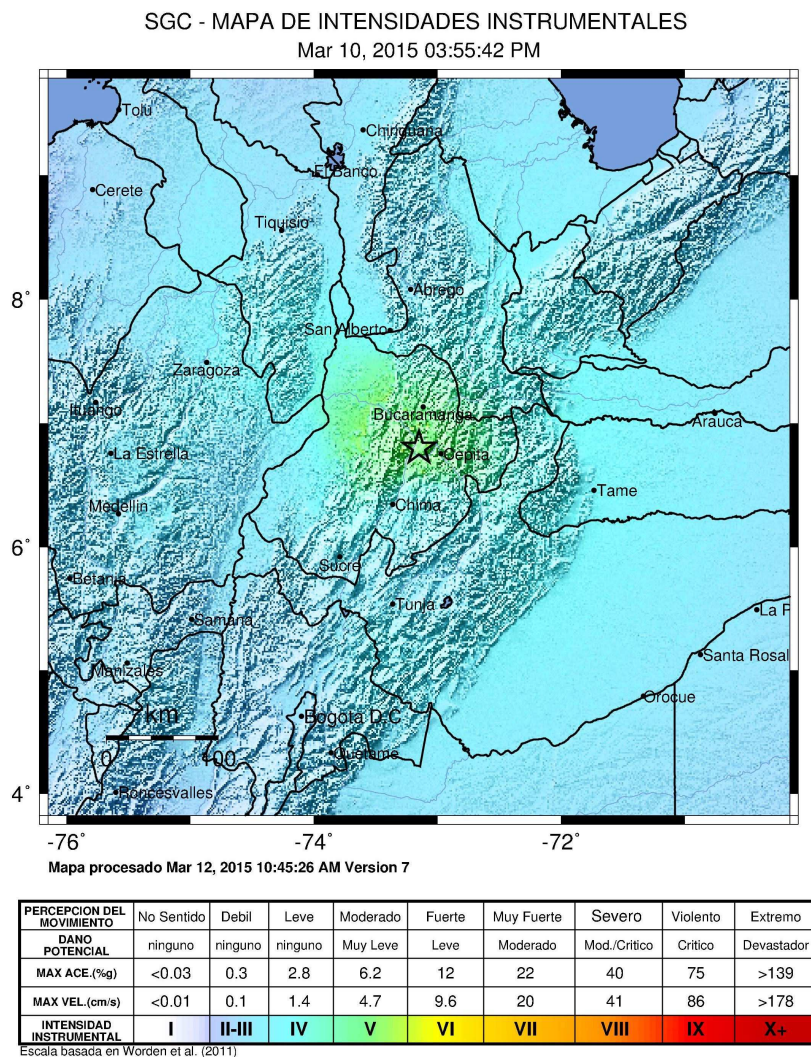 SGC - MAPA DE INTENSIDADES INSTRUMENTALES
Mar 10, 2015 03:55:42 PM
Tolu
Chiriguana
El Banco
Cerete
Tiquisio
8°
Abrego
San Alberto
Zaragoza
Ituango
Bucaramanga
Arauca
La Estrella
Cepita
Tame
Medellin
Chima
6°
Sucre
Betania
Tunja
La P
Samana
Santa Rosal
Manizales
Orocue
km
Bogota D.C
0 100
Quetame
4°
Roncesvalles
-76° -74° -72°
Mapa procesado Mar 12, 2015 10:45:26 AM Version 7
PERCEPCION DEL MOVIMIENTO No Sentido Debil Leve Moderado Fuerte Muy Fuerte Severo Violento Extremo
DANO POTENCIAL ninguno ninguno ninguno Muy Leve Leve Moderado Mod./Critico Critico Devastador
MAX ACE.(%g) <0.03 0.3 2.8 6.2 12 22 40 75 >139
MAX VEL.(cm/s) <0.01 0.1 1.4 4.7 9.6 20 41 86 >178
INTENSIDAD INSTRUMENTAL I II-III IV V VI VII VIII IX X+
Escala basada en Worden et al. (2011)